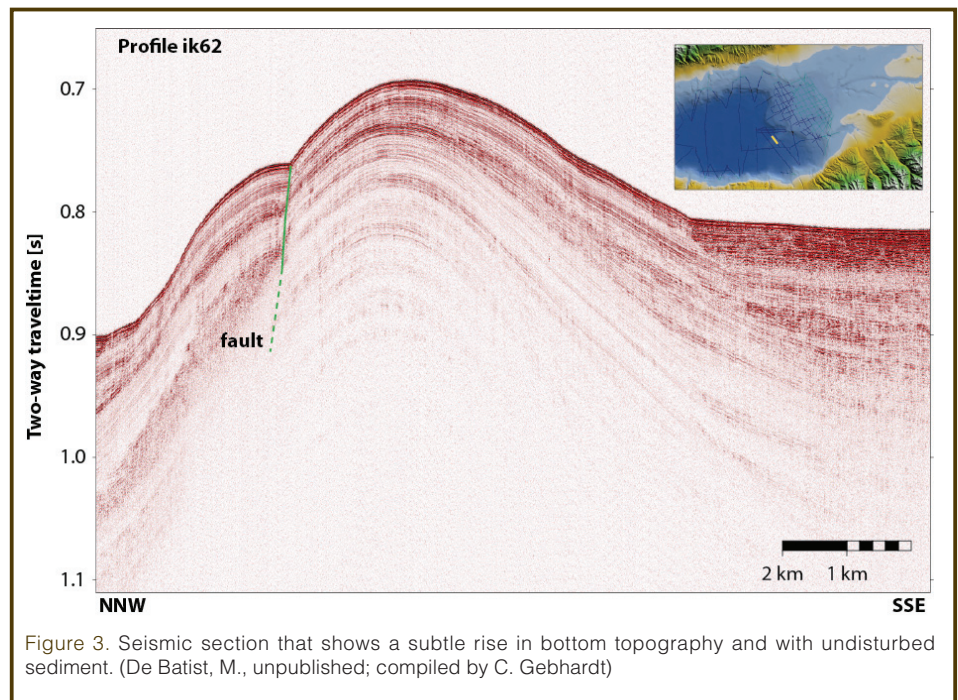 Profile ik62
0.7
0.8
0.9
1.0
1.1
Two-way traveltime [s]
fault
2 km 1 km
NNW SSE
Figure 3. Seismic section that shows a subtle rise in bottom topography and with undisturbed
sediment. (De Batist, M., unpublished; compiled by C. Gebhardt)